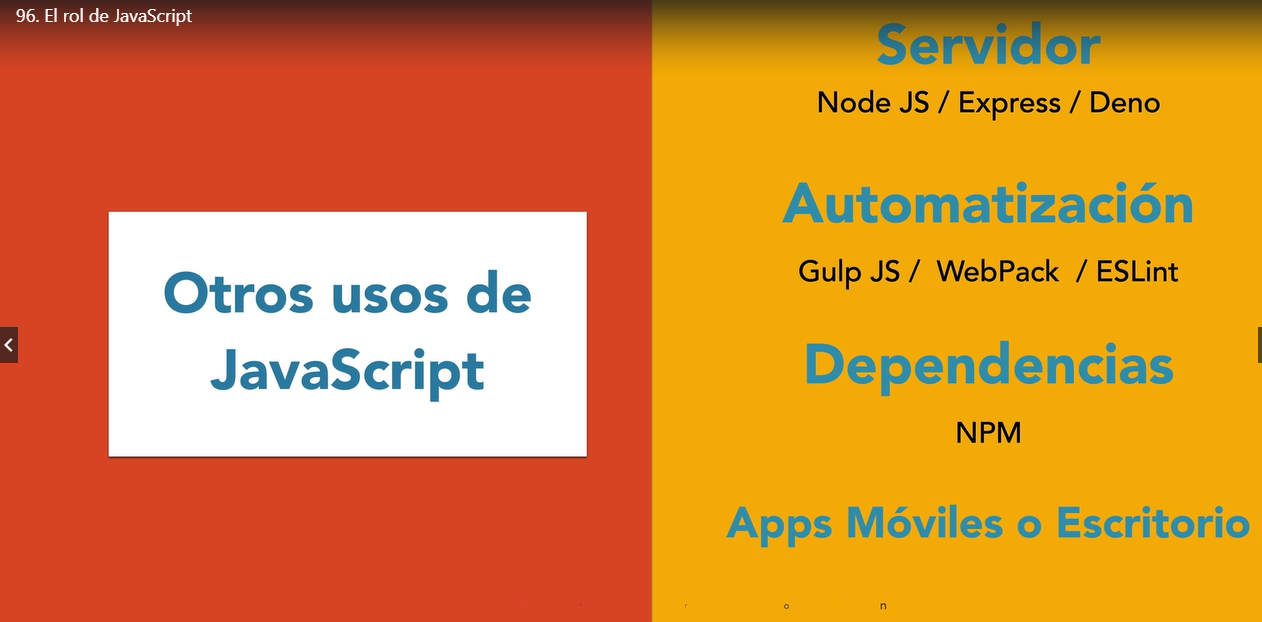 96. El rol de JavaScript
Otros usos de
JavaScript
Servidor
Node JS / Express / Deno
Automatización
Gulp JS / WebPack / ESLint
Dependencias
NPM
Apps Móviles o Escritorio